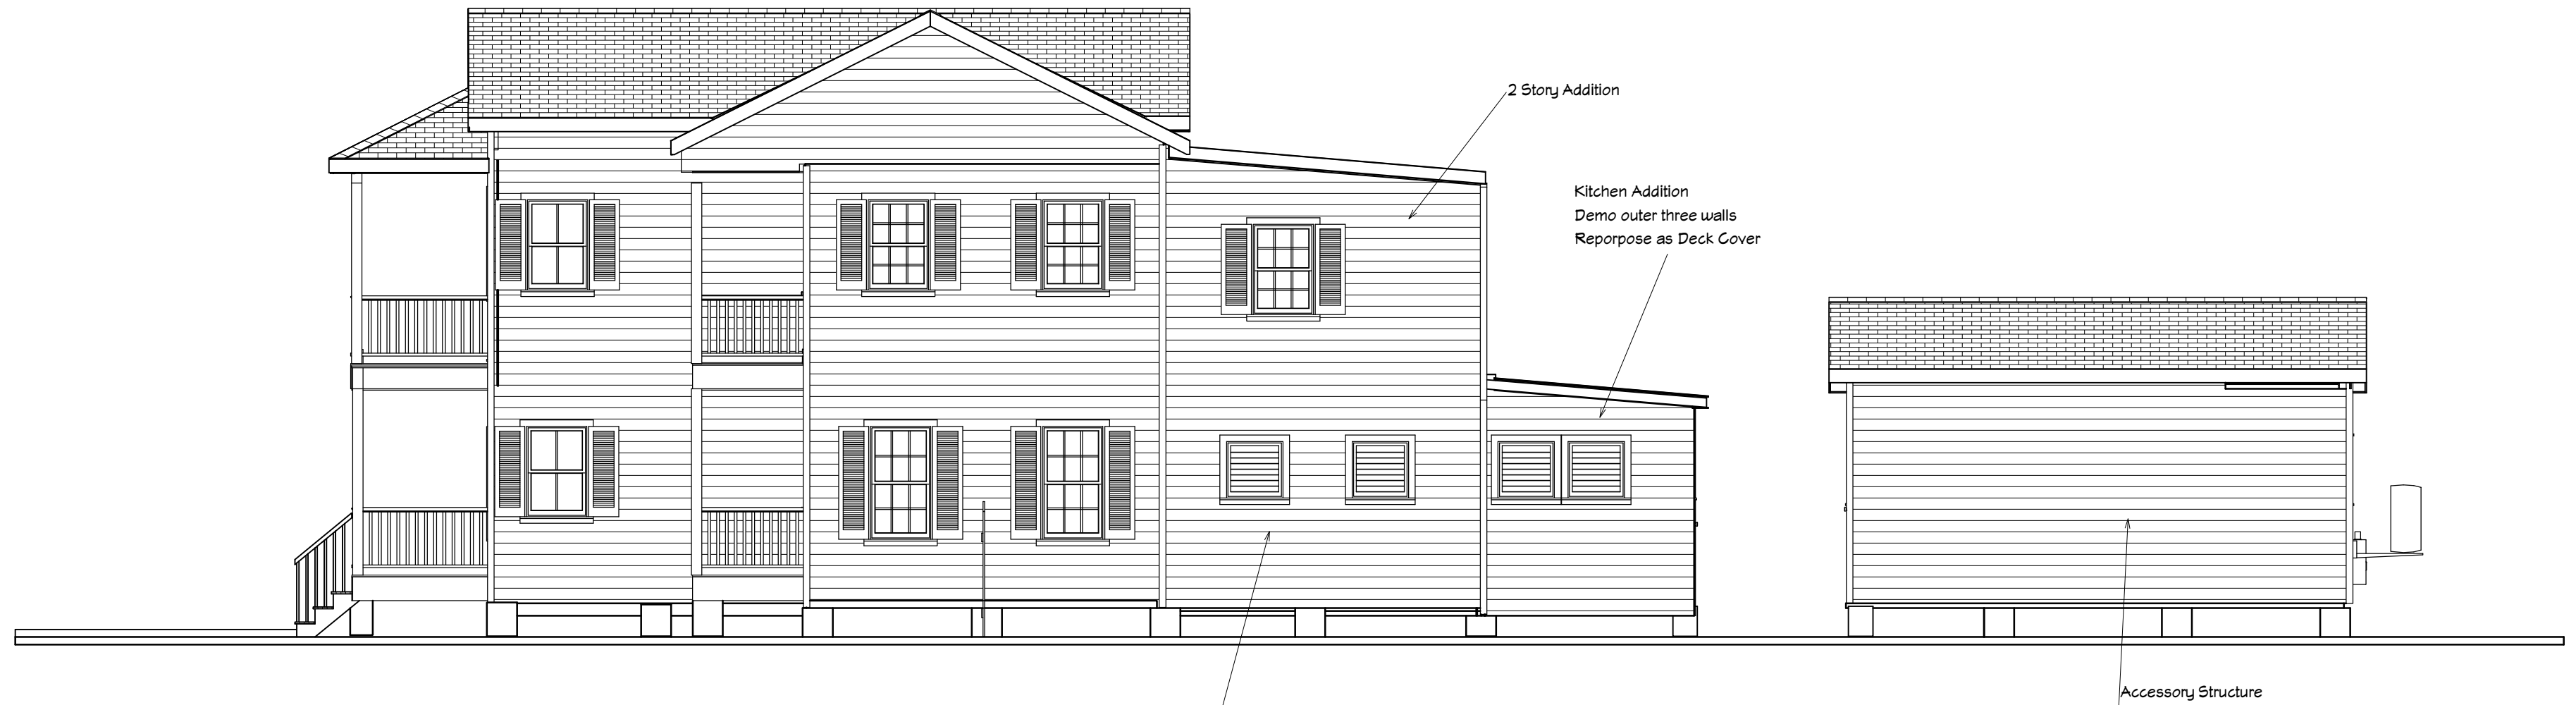 2 Story Addition
Kitchen Addition
Demo outer three walls
Reporpose as Deck Cover
Accessory Structure